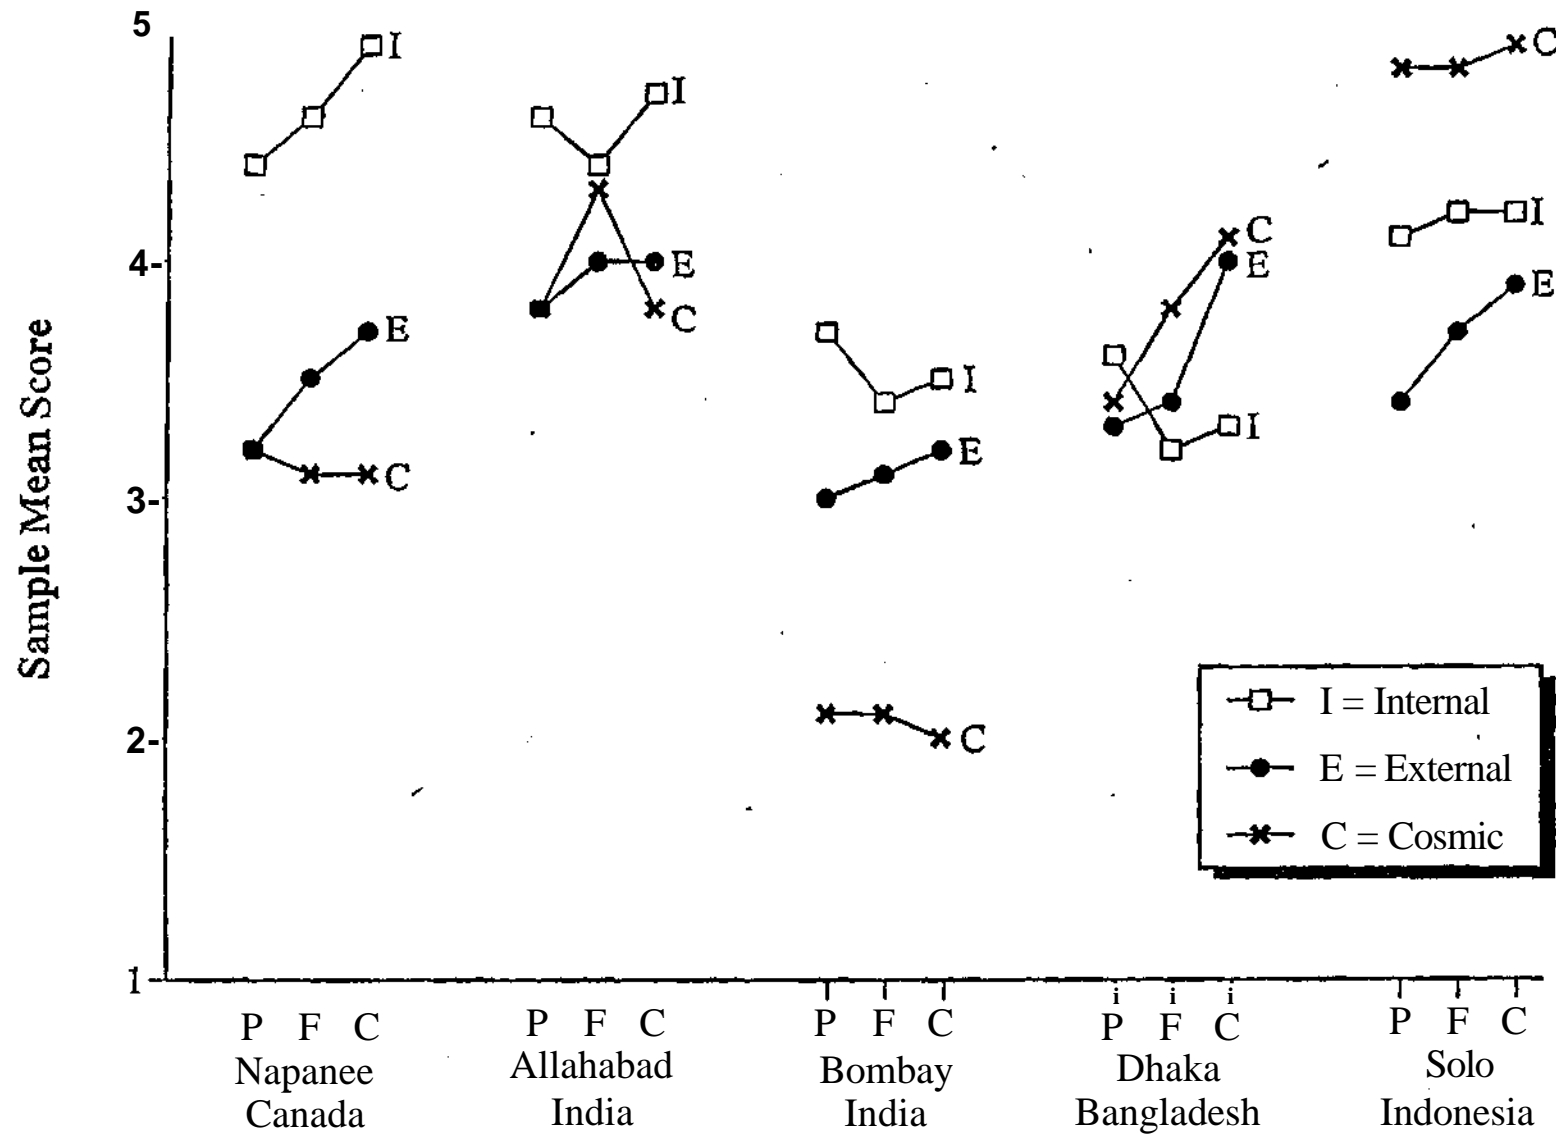 5
4-
3-
2-
1
Sample Mean Score
I
E
C
I
E
C
I
E
C
C
E
I
C
I
E
I = Internal
E = External
C = Cosmic
i i i
P F C P F C P F C P F C P F C
Napanee Allahabad Bombay Dhaka Solo
Canada India India Bangladesh Indonesia